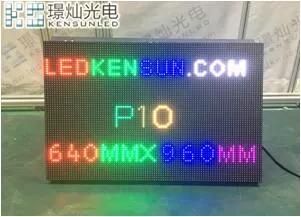 璟灿光电
KENSUNLED
LEDKENSUN.COM
P10
640MMX960MM